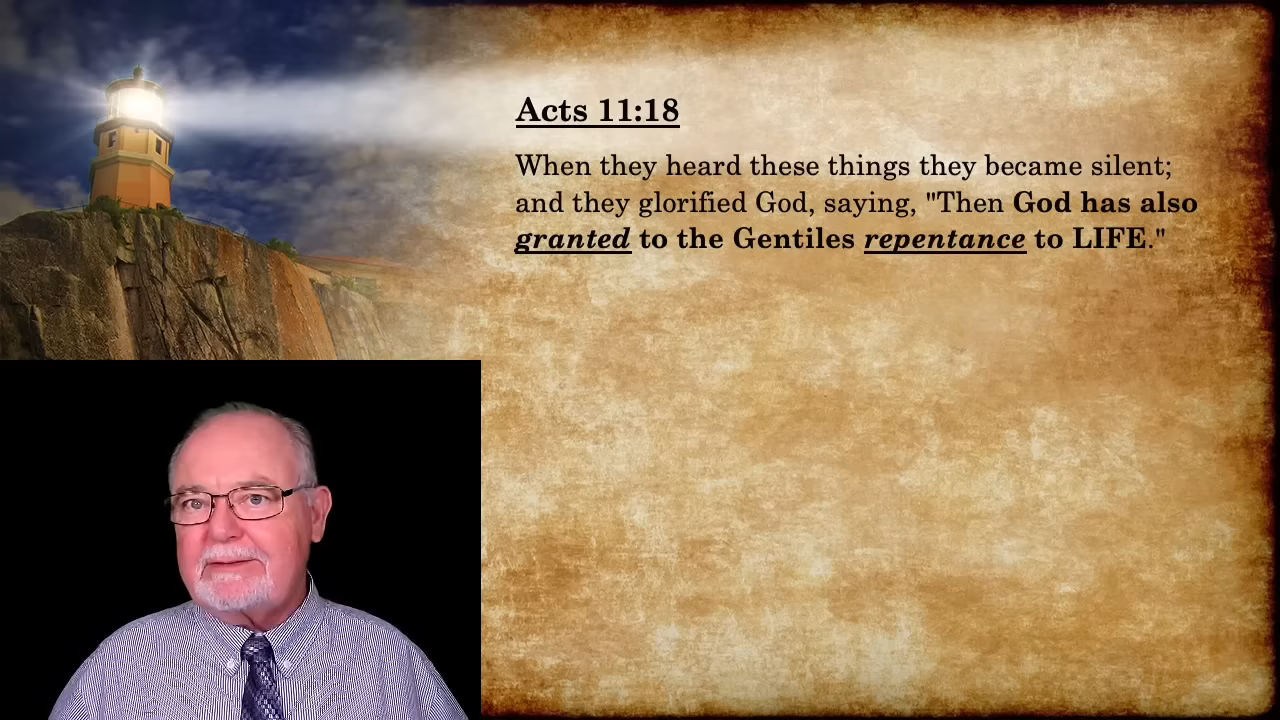 Acts 11:18
When they heard these things they became silent;
and they glorified God, saying, "Then God has also
granted to the Gentiles repentance to LIFE."